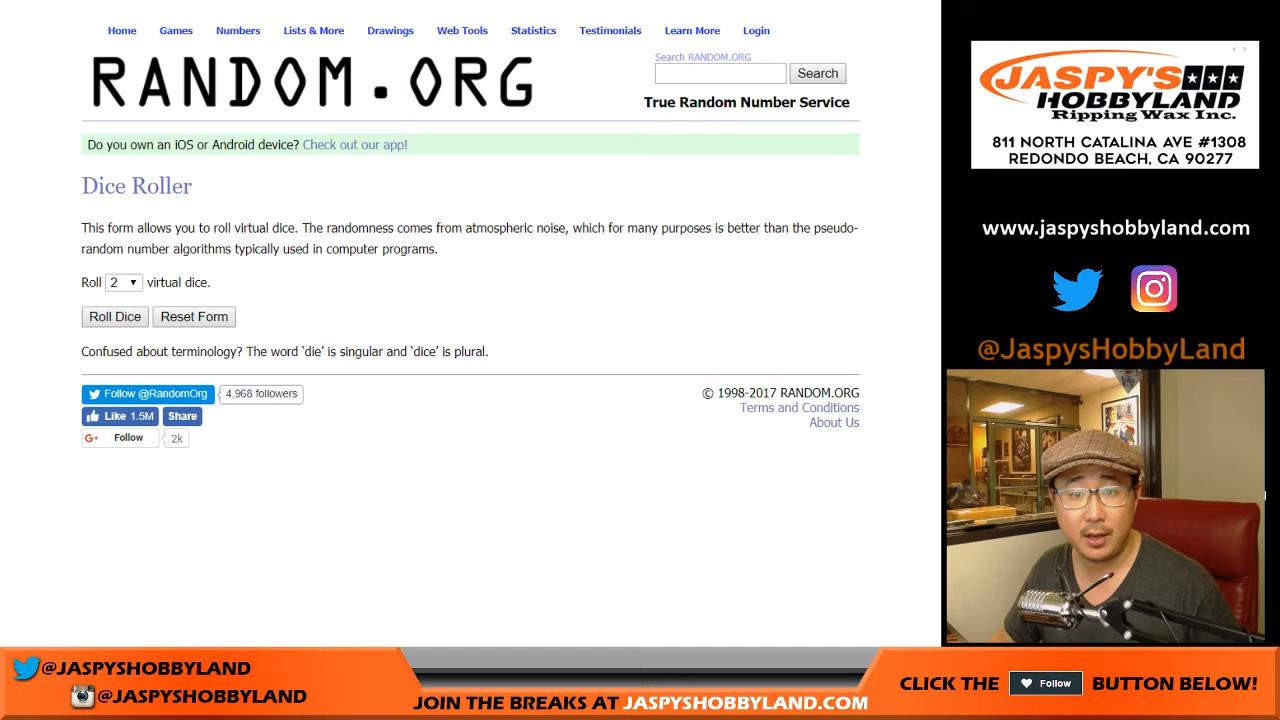 Home Games Numbers Lists & More Drawings Web Tools Statistics Testimonials Learn More Login
RANDOM.ORG
Search RANDOM.ORG
Search
True Random Number Service
Do you own an iOS or Android device? Check out our app!
Dice Roller
This form allows you to roll virtual dice. The randomness comes from atmospheric noise, which for many purposes is better than the pseudo-
random number algorithms typically used in computer programs.
Roll 2 virtual dice.
Roll Dice Reset Form
Confused about terminology? The word ‘die’ is singular and ‘dice’ is plural.
Follow @RandomOrg 4,968 followers
Like 1.5M Share
G+ Follow 2k
© 1998-2017 RANDOM.ORG
Terms and Conditions
About Us
JASPY'S
HOBBYLAND
Ripping Wax Inc.
811 NORTH CATALINA AVE #1308
REDONDO BEACH, CA 90277
www.jaspyshobbyland.com
@JaspysHobbyLand
@JASPYSHOBBYLAND
@JASPYSHOBBYLAND
JOIN THE BREAKS AT JASPYSHOBBYLAND.COM
CLICK THE Follow BUTTON BELOW!